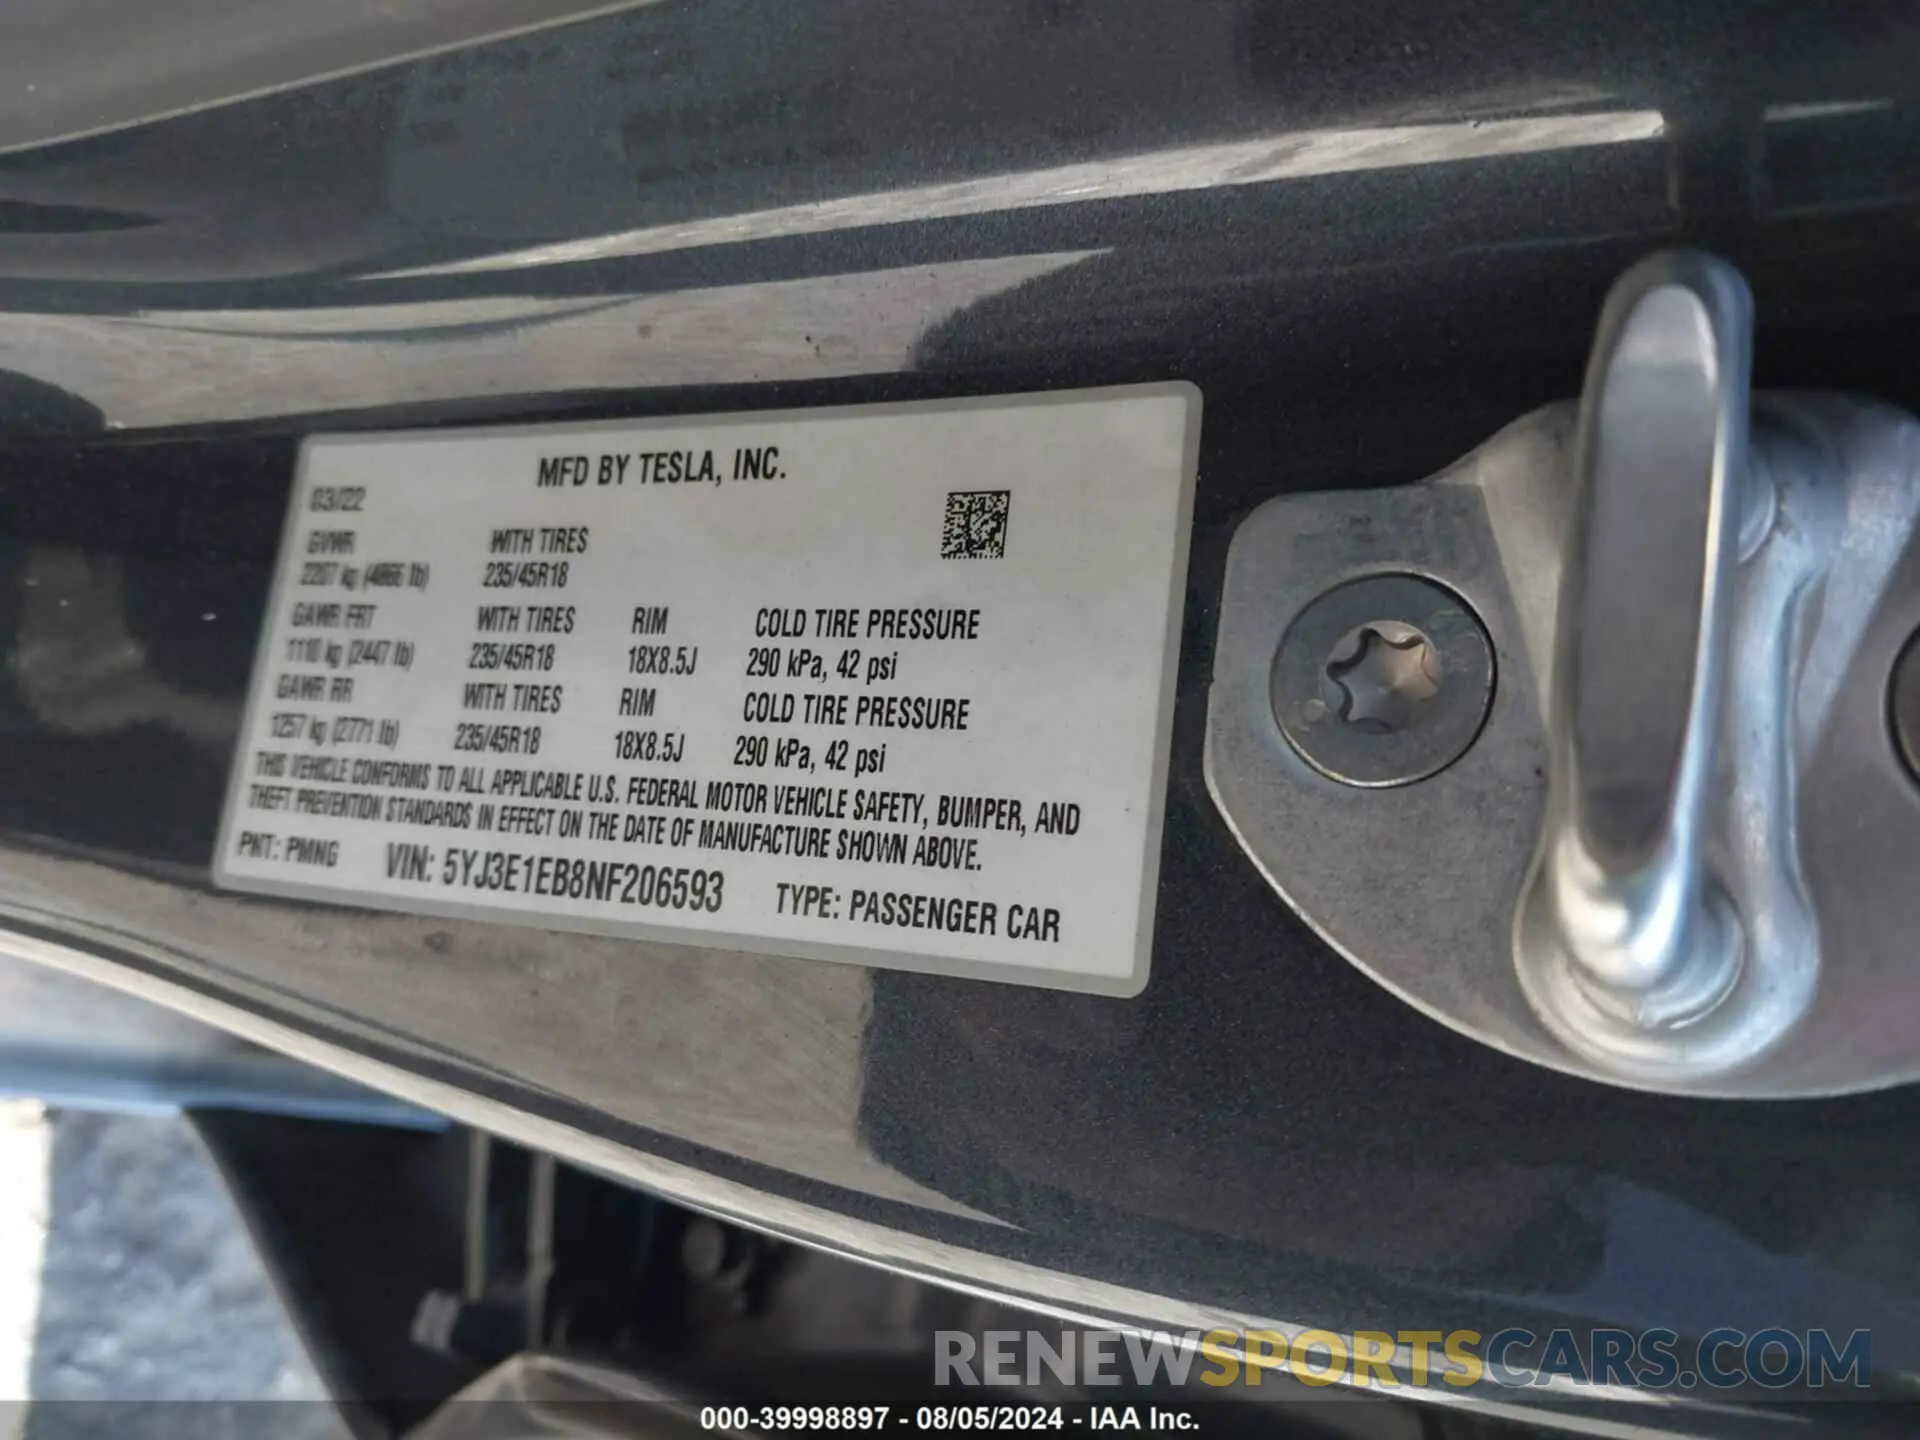 MFD BY TESLA, INC.
03/22
GVWR WITH TIRES
2207 kg (4866 lb) 235/45R18
GAWR FRT WITH TIRES RIM COLD TIRE PRESSURE
1110 kg (2447 lb) 235/45R18 18X8.5J 290 kPa, 42 psi
GAWR RR WITH TIRES RIM COLD TIRE PRESSURE
1257 kg (2771 lb) 235/45R18 18X8.5J 290 kPa, 42 psi
THIS VEHICLE CONFORMS TO ALL APPLICABLE U.S. FEDERAL MOTOR VEHICLE SAFETY, BUMPER, AND
THEFT PREVENTION STANDARDS IN EFFECT ON THE DATE OF MANUFACTURE SHOWN ABOVE.
PNT: PMNG VIN: 5YJ3E1EB8NF206593 TYPE: PASSENGER CAR
RENEWSPORTSCARS.COM
000-39998897 - 08/05/2024 - IAA Inc.